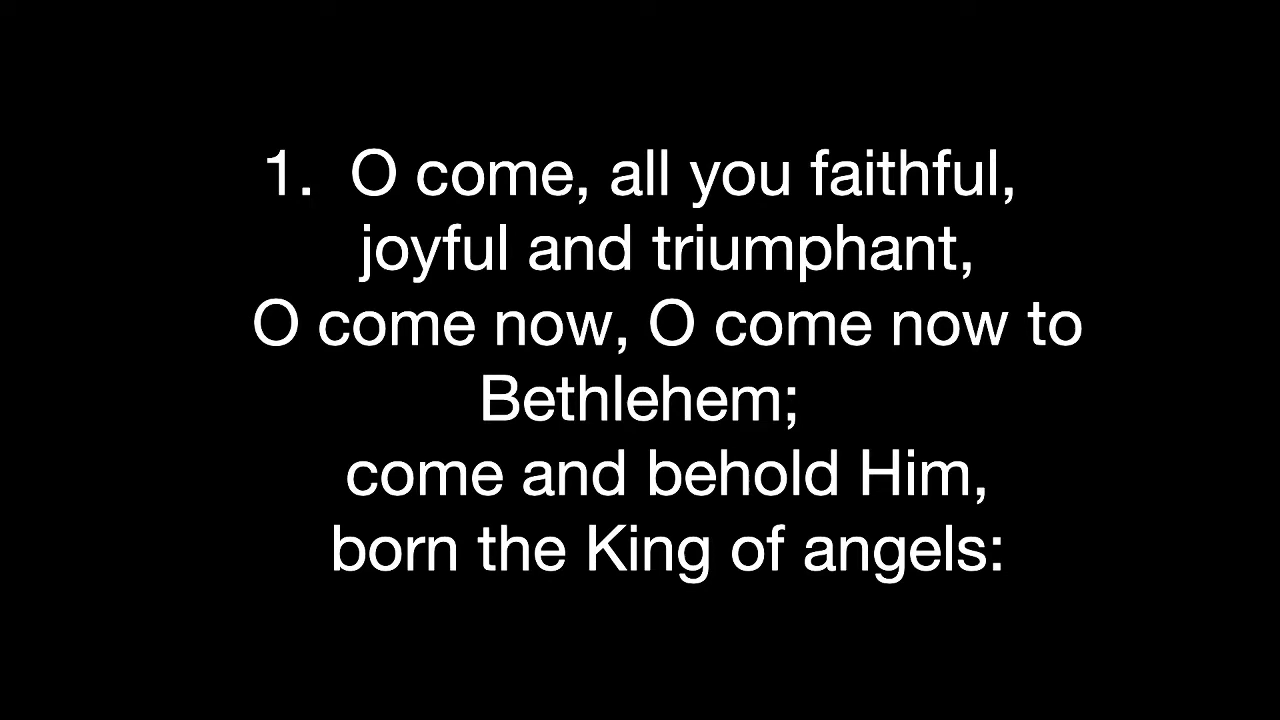 1.  O come, all you faithful,
joyful and triumphant,
O come now, O come now to
Bethlehem;
come and behold Him,
born the King of angels: